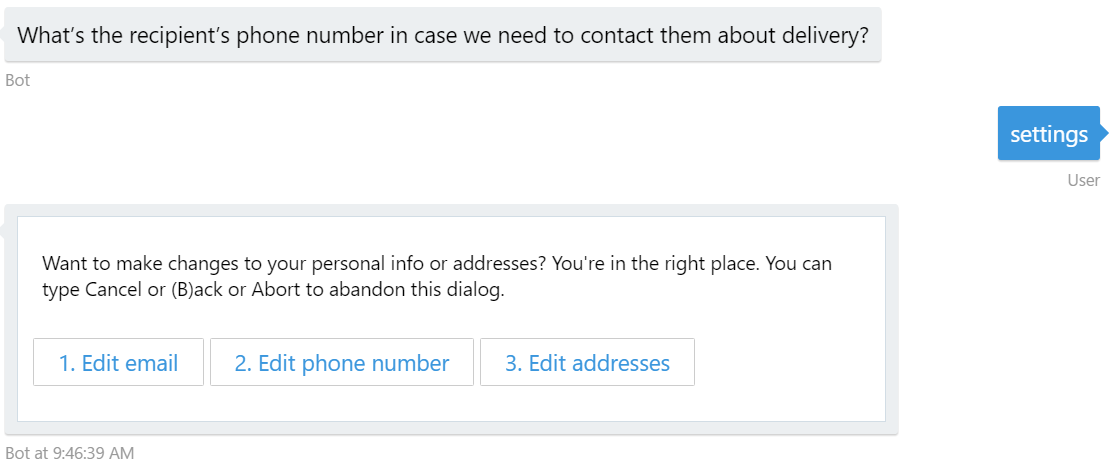 What’s the recipient’s phone number in case we need to contact them about delivery?
Bot
settings
User
Want to make changes to your personal info or addresses? You're in the right place. You can
type Cancel or (B)ack or Abort to abandon this dialog.
1. Edit email
2. Edit phone number
3. Edit addresses
Bot at 9:46:39 AM